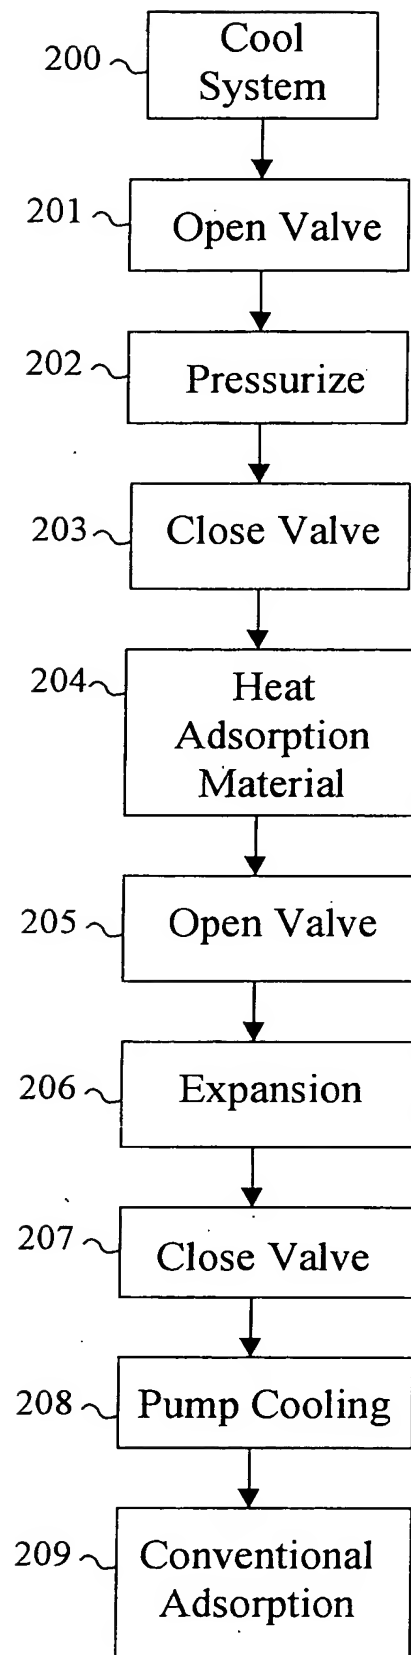 200
Cool
System
201
Open Valve
202
Pressurize
203
Close Valve
204
Heat
Adsorption
Material
205
Open Valve
206
Expansion
207
Close Valve
208
Pump Cooling
209
Conventional
Adsorption